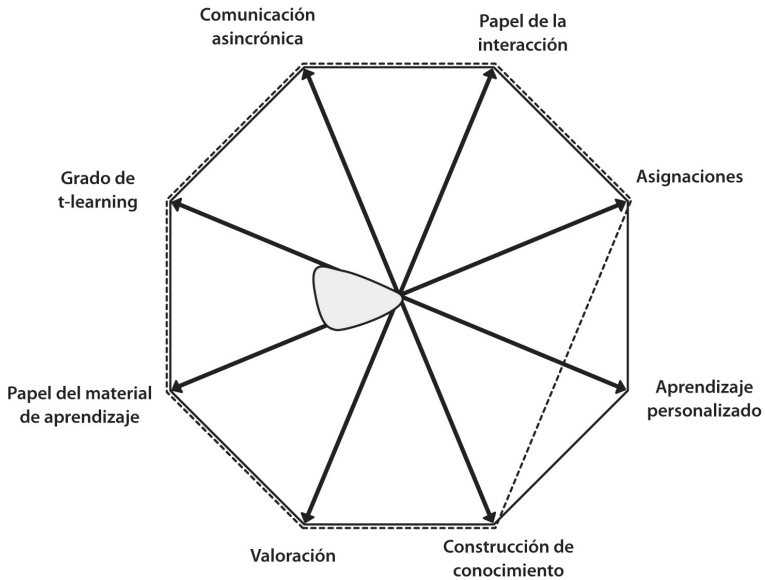 Comunicación
asincrónica
Papel de la
interacción
Grado de
t-learning
Asignaciones
Papel del material
de aprendizaje
Aprendizaje
personalizado
Valoración
Construcción de
conocimiento